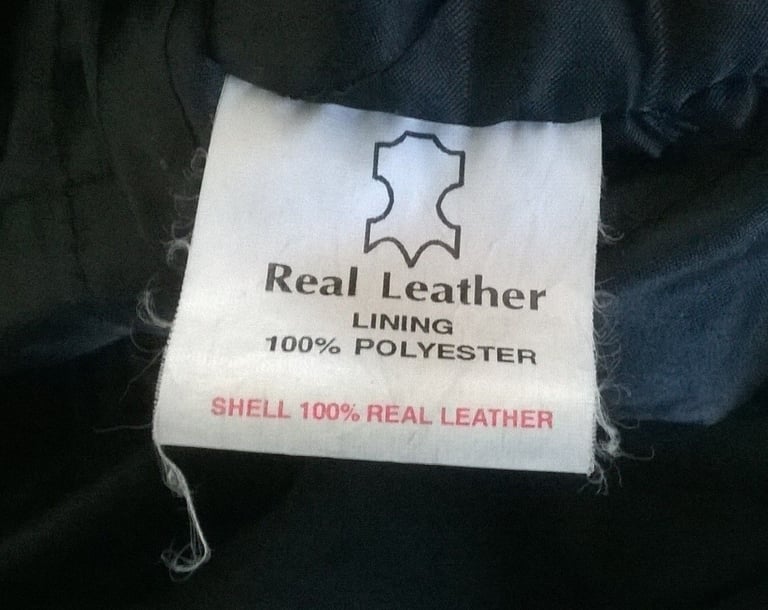 Real Leather
LINING
100% POLYESTER
SHELL 100% REAL LEATHER